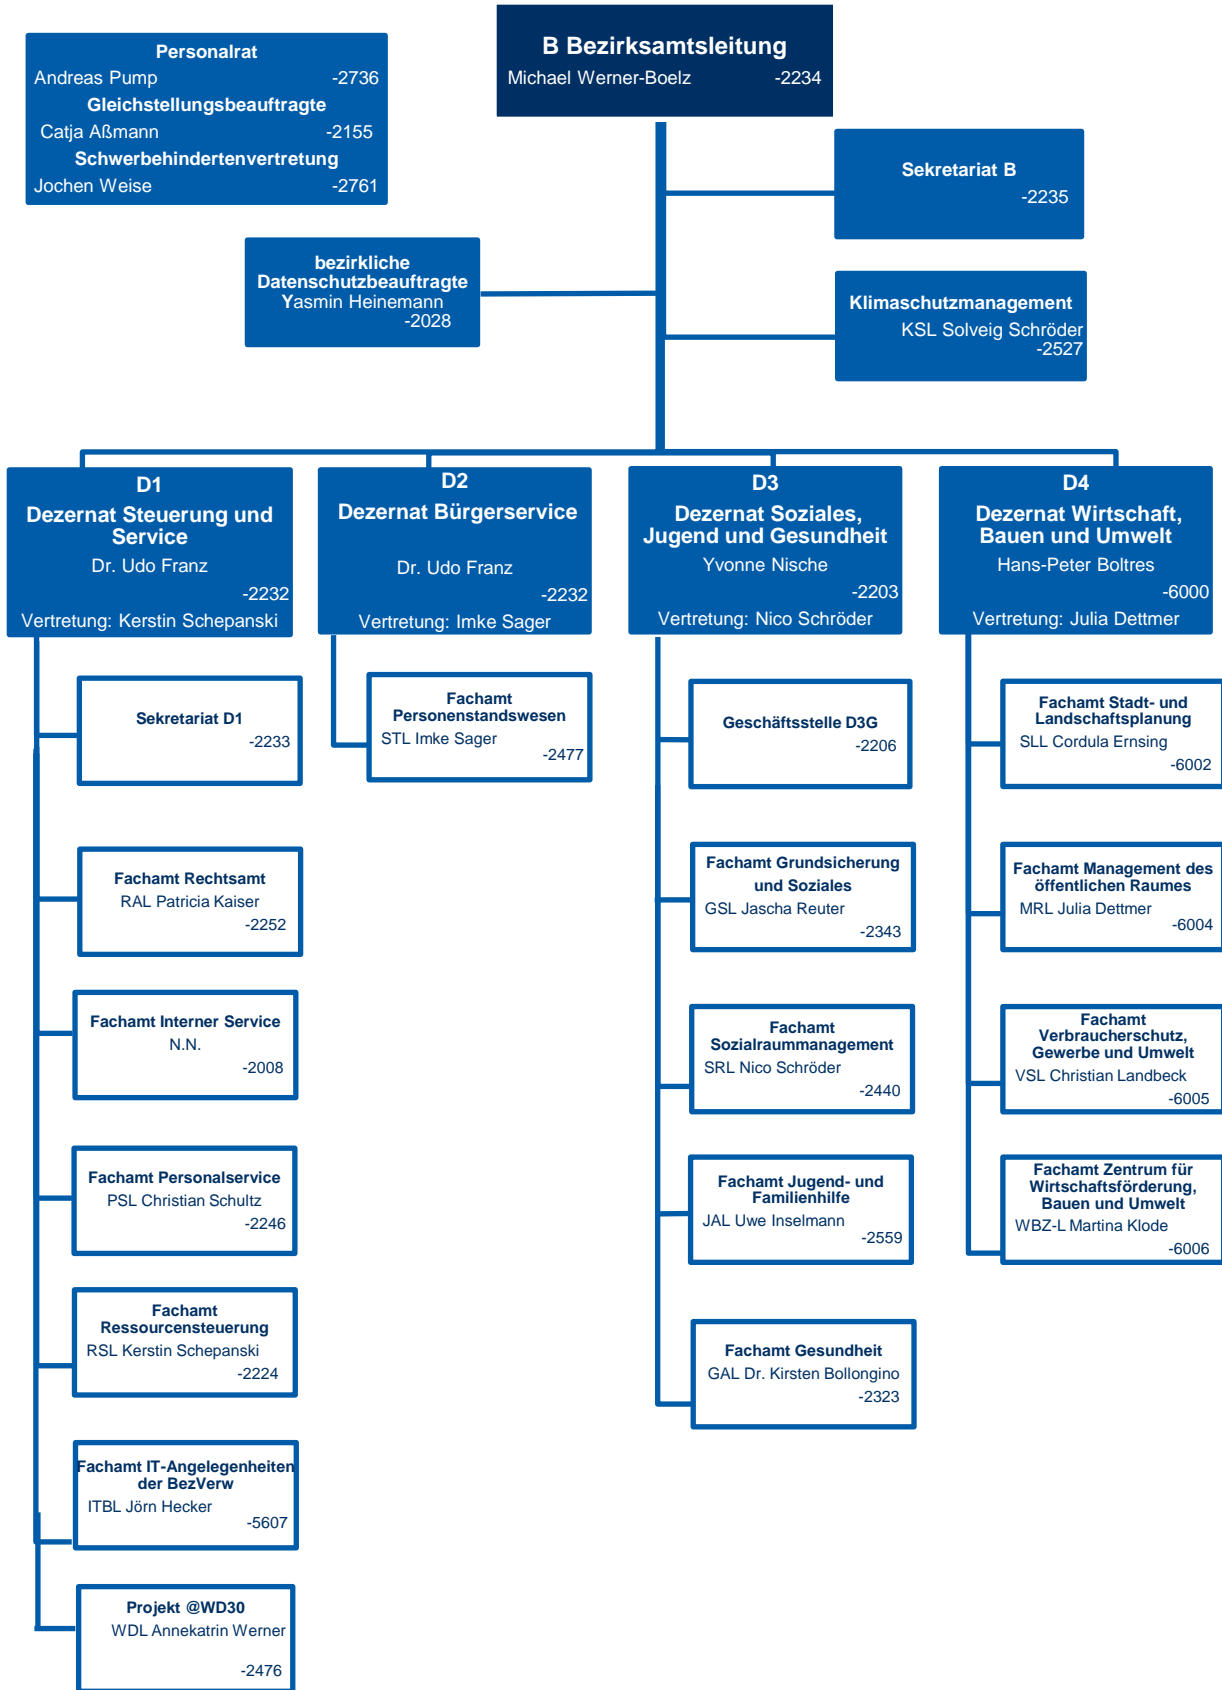 B Bezirksamtsleitung
Michael Werner-Boelz -2234
Personalrat
Andreas Pump -2736
Gleichstellungsbeauftragte
Catja Aßmann -2155
Schwerbehindertenvertretung
Jochen Weise -2761
Sekretariat B
-2235
bezirkliche
Datenschutzbeauftragte
Yasmin Heinemann
-2028
Klimaschutzmanagement
KSL Solveig Schröder
-2527
D1
Dezernat Steuerung und
Service
Dr. Udo Franz
-2232
Vertretung: Kerstin Schepanski
D2
Dezernat Bürgerservice
Dr. Udo Franz
-2232
Vertretung: Imke Sager
D3
Dezernat Soziales,
Jugend und Gesundheit
Yvonne Nische
-2203
Vertretung: Nico Schröder
D4
Dezernat Wirtschaft,
Bauen und Umwelt
Hans-Peter Boltres
-6000
Vertretung: Julia Dettmer
Sekretariat D1
-2233
Fachamt Rechtsamt
RAL Patricia Kaiser
-2252
Fachamt Interner Service
N.N.
-2008
Fachamt Personalservice
PSL Christian Schultz
-2246
Fachamt
Ressourcensteuerung
RSL Kerstin Schepanski
-2224
Fachamt IT-Angelegenheiten
der BezVerw
ITBL Jörn Hecker
-5607
Projekt @WD30
WDL Annekatrin Werner
-2476
Fachamt
Personenstandswesen
STL Imke Sager
-2477
Geschäftsstelle D3G
-2206
Fachamt Grundsicherung
und Soziales
GSL Jascha Reuter
-2343
Fachamt
Sozialraummanagement
SRL Nico Schröder
-2440
Fachamt Jugend- und
Familienhilfe
JAL Uwe Inselmann
-2559
Fachamt Gesundheit
GAL Dr. Kirsten Bollongino
-2323
Fachamt Stadt- und
Landschaftsplanung
SLL Cordula Ernsing
-6002
Fachamt Management des
öffentlichen Raumes
MRL Julia Dettmer
-6004
Fachamt
Verbraucherschutz,
Gewerbe und Umwelt
VSL Christian Landbeck
-6005
Fachamt Zentrum für
Wirtschaftsförderung,
Bauen und Umwelt
WBZ-L Martina Klode
-6006